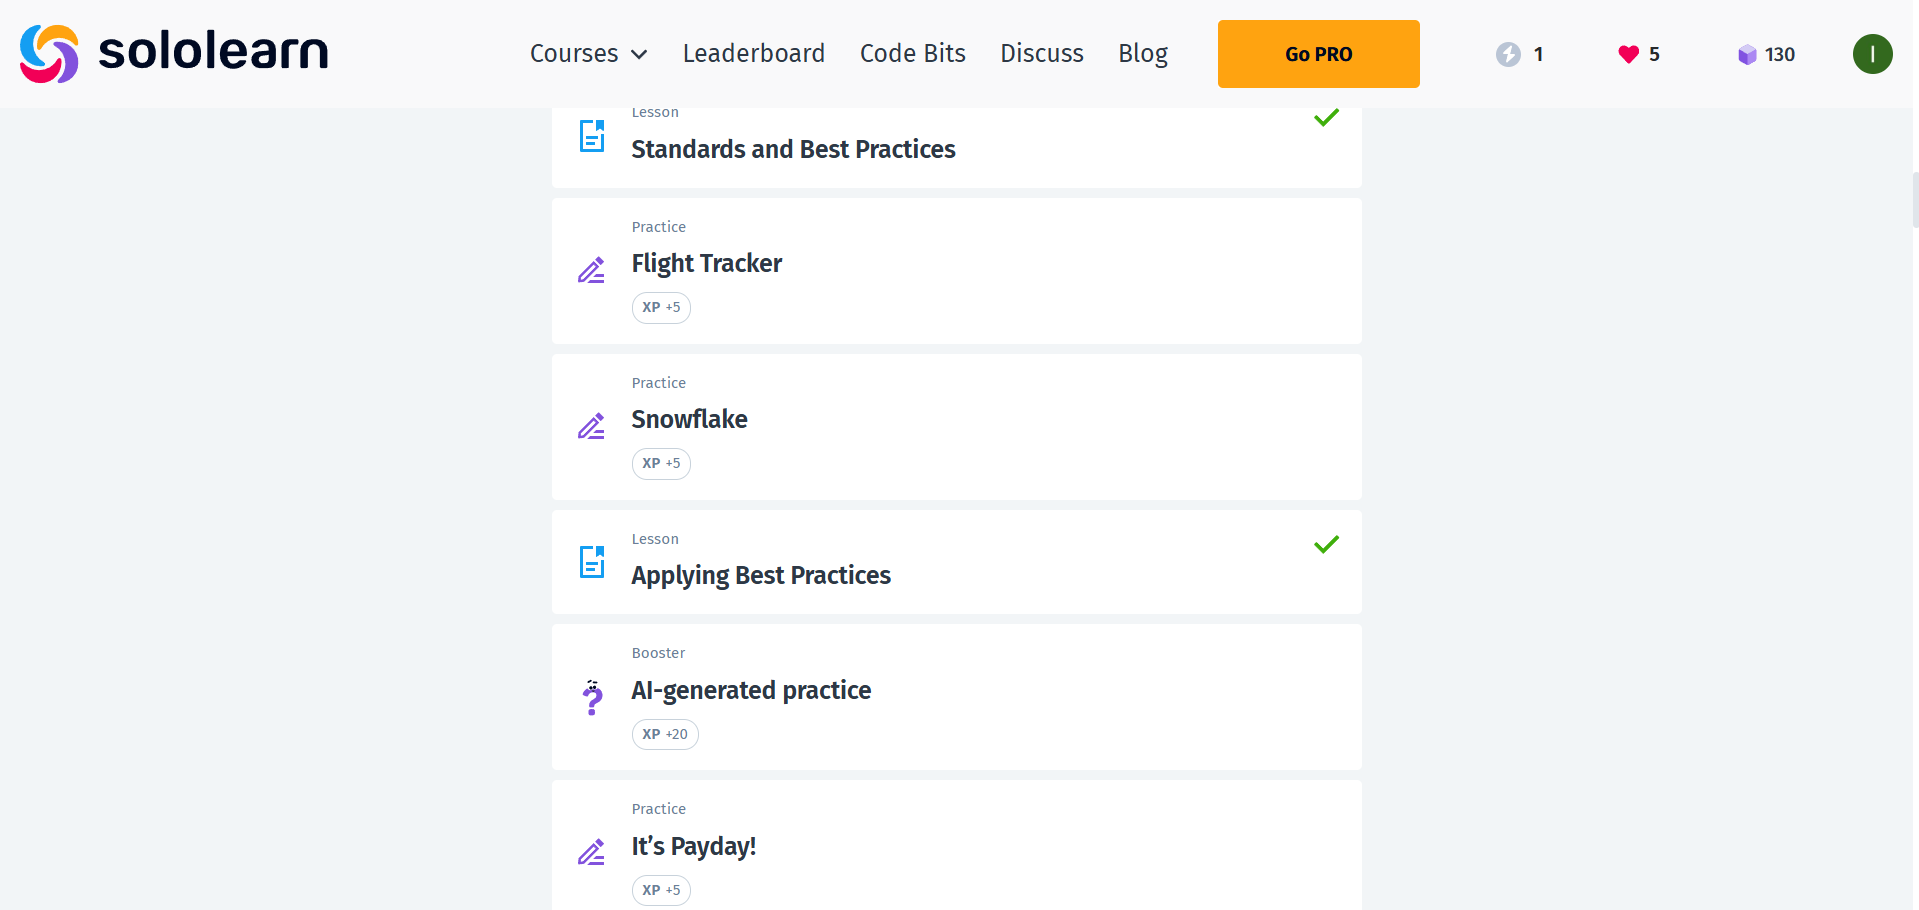 sololearn
Courses Leaderboard Code Bits Discuss Blog Go PRO 1 5 130 I
Lesson
Standards and Best Practices
Practice
Flight Tracker
XP +5
Practice
Snowflake
XP +5
Lesson
Applying Best Practices
Booster
AI-generated practice
XP +20
Practice
It’s Payday!
XP +5